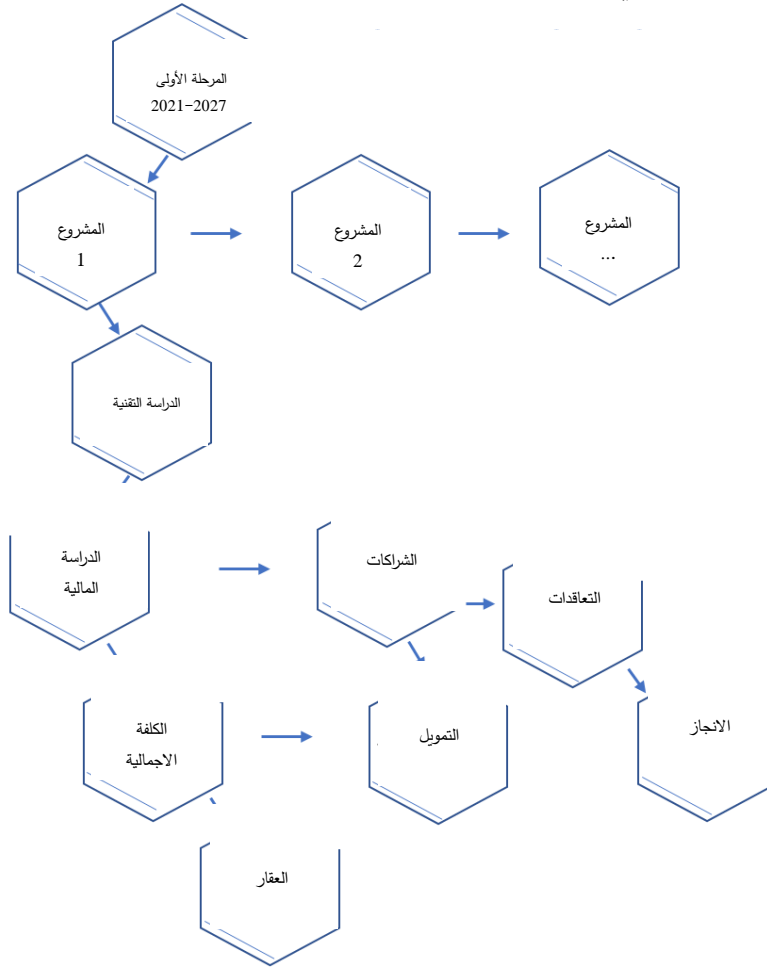 المرحلة الأولى
2021-2027
المشروع
1
المشروع
2
المشروع
...
الدراسة التقنية
الدراسة
المالية
الشراكات
التعاقدات
الكلفة
الاجمالية
التمويل
الانجاز
العقار